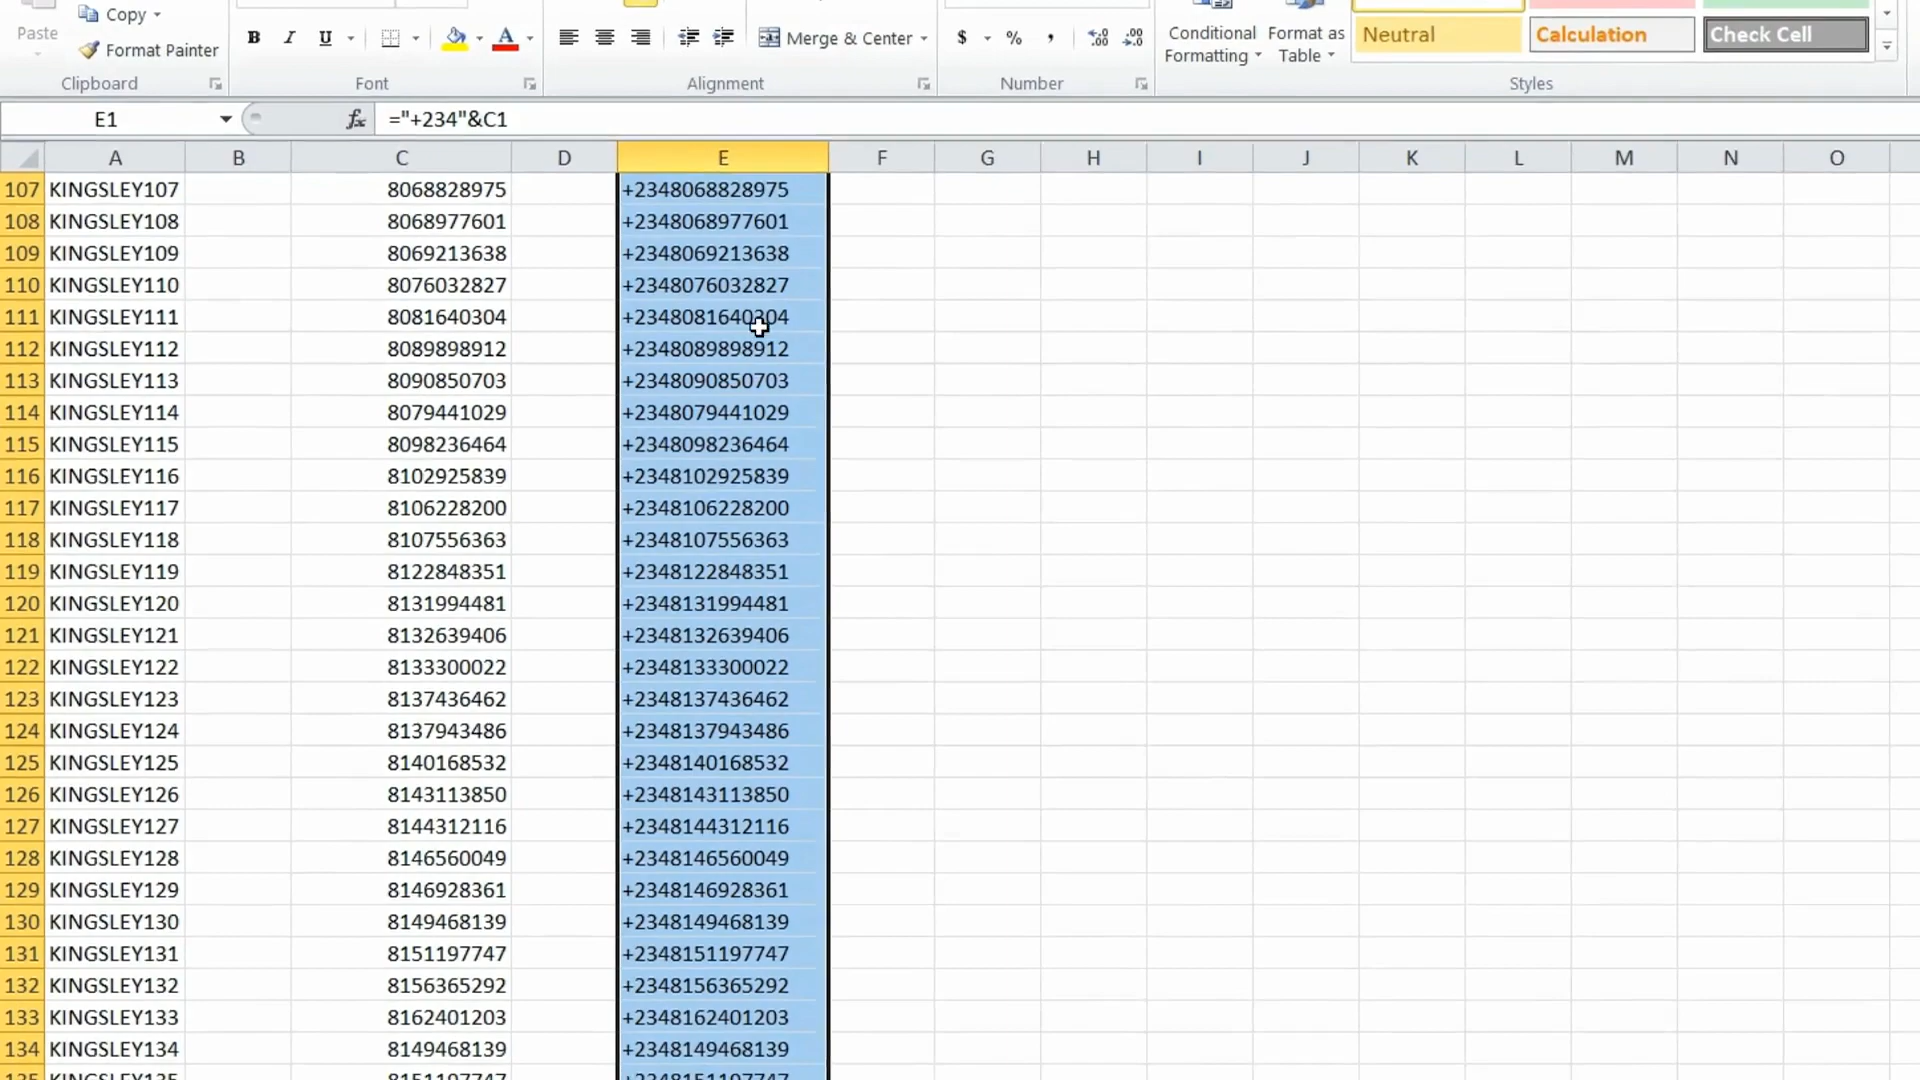 Copy
Paste
Format Painter
B I U A
Merge & Center
$ % ,
Conditional Formatting
Format as Table
Neutral Calculation Check Cell
Clipboard Font Alignment Number Styles
E1 fx ="+234"&C1
A B C D E F G H I J K L M N O
107 KINGSLEY107 8068828975 +2348068828975
108 KINGSLEY108 8068977601 +2348068977601
109 KINGSLEY109 8069213638 +2348069213638
110 KINGSLEY110 8076032827 +2348076032827
111 KINGSLEY111 8081640304 +2348081640304
112 KINGSLEY112 8089898912 +2348089898912
113 KINGSLEY113 8090850703 +2348090850703
114 KINGSLEY114 8079441029 +2348079441029
115 KINGSLEY115 8098236464 +2348098236464
116 KINGSLEY116 8102925839 +2348102925839
117 KINGSLEY117 8106228200 +2348106228200
118 KINGSLEY118 8107556363 +2348107556363
119 KINGSLEY119 8122848351 +2348122848351
120 KINGSLEY120 8131994481 +2348131994481
121 KINGSLEY121 8132639406 +2348132639406
122 KINGSLEY122 8133300022 +2348133300022
123 KINGSLEY123 8137436462 +2348137436462
124 KINGSLEY124 8137943486 +2348137943486
125 KINGSLEY125 8140168532 +2348140168532
126 KINGSLEY126 8143113850 +2348143113850
127 KINGSLEY127 8144312116 +2348144312116
128 KINGSLEY128 8146560049 +2348146560049
129 KINGSLEY129 8146928361 +2348146928361
130 KINGSLEY130 8149468139 +2348149468139
131 KINGSLEY131 8151197747 +2348151197747
132 KINGSLEY132 8156365292 +2348156365292
133 KINGSLEY133 8162401203 +2348162401203
134 KINGSLEY134 8149468139 +2348149468139
135 KINGSLEY135 8151197747 +2348151197747